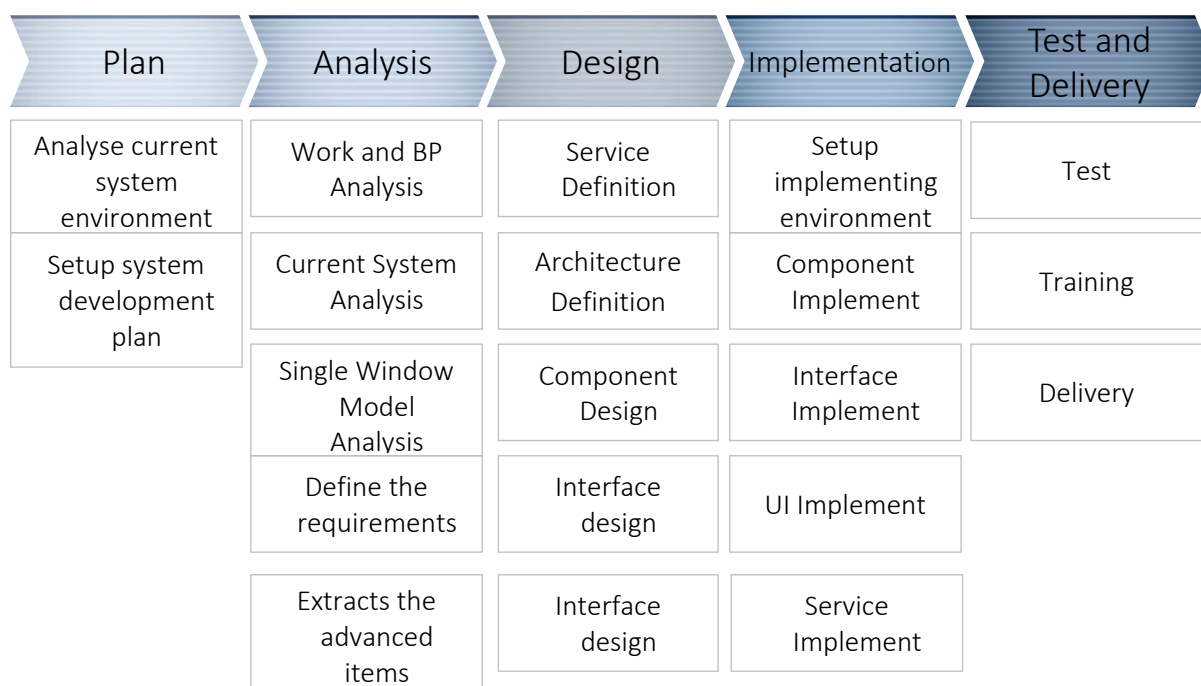 Plan
Analysis
Design
Implementation
Test and
Delivery
Analyse current
system
environment
Setup system
development
plan
Work and BP
Analysis
Current System
Analysis
Single Window
Model
Analysis
Define the
requirements
Extracts the
advanced
items
Service
Definition
Architecture
Definition
Component
Design
Interface
design
Interface
design
Setup
implementing
environment
Component
Implement
Interface
Implement
UI Implement
Service
Implement
Test
Training
Delivery